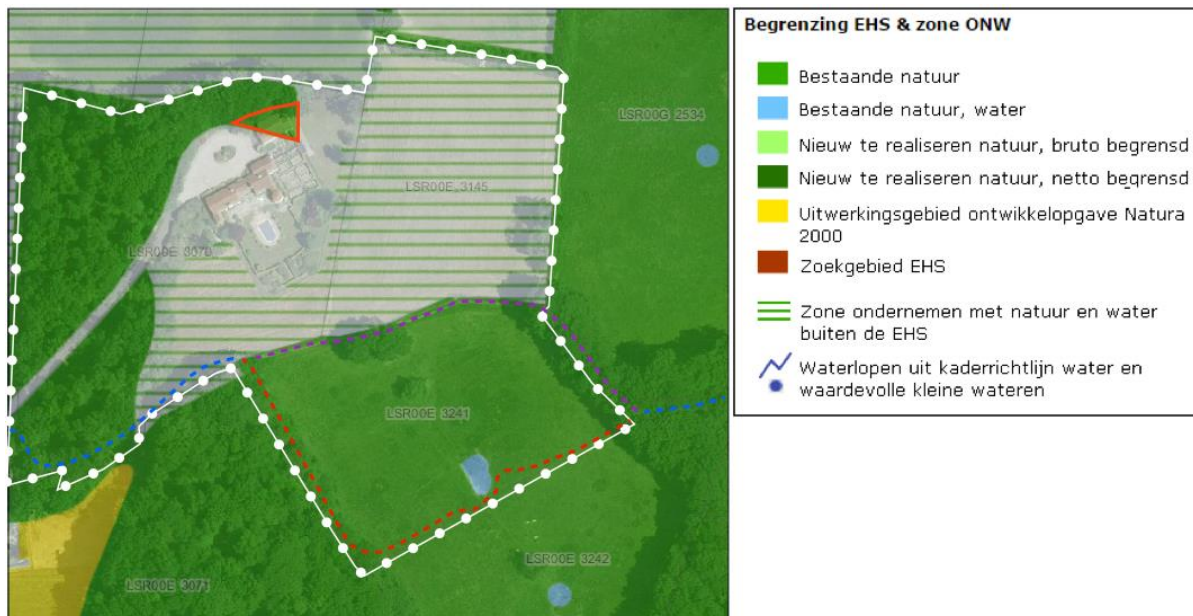 Begrenzing EHS & zone ONW
Bestaande natuur
Bestaande natuur, water
Nieuw te realiseren natuur, bruto begrensd
Nieuw te realiseren natuur, netto begrensd
Uitwerkingsgebied ontwikkelopgave Natura
2000
Zoekgebied EHS
Zone ondernemen met natuur en water
buiten de EHS
Waterlopen uit kaderrichtlijn water en
waardevolle kleine wateren
LSR00G 2534
LSR00E 3145
LSR00E 3070
LSR00E 3241
LSR00E 3242
LSR00E 3071